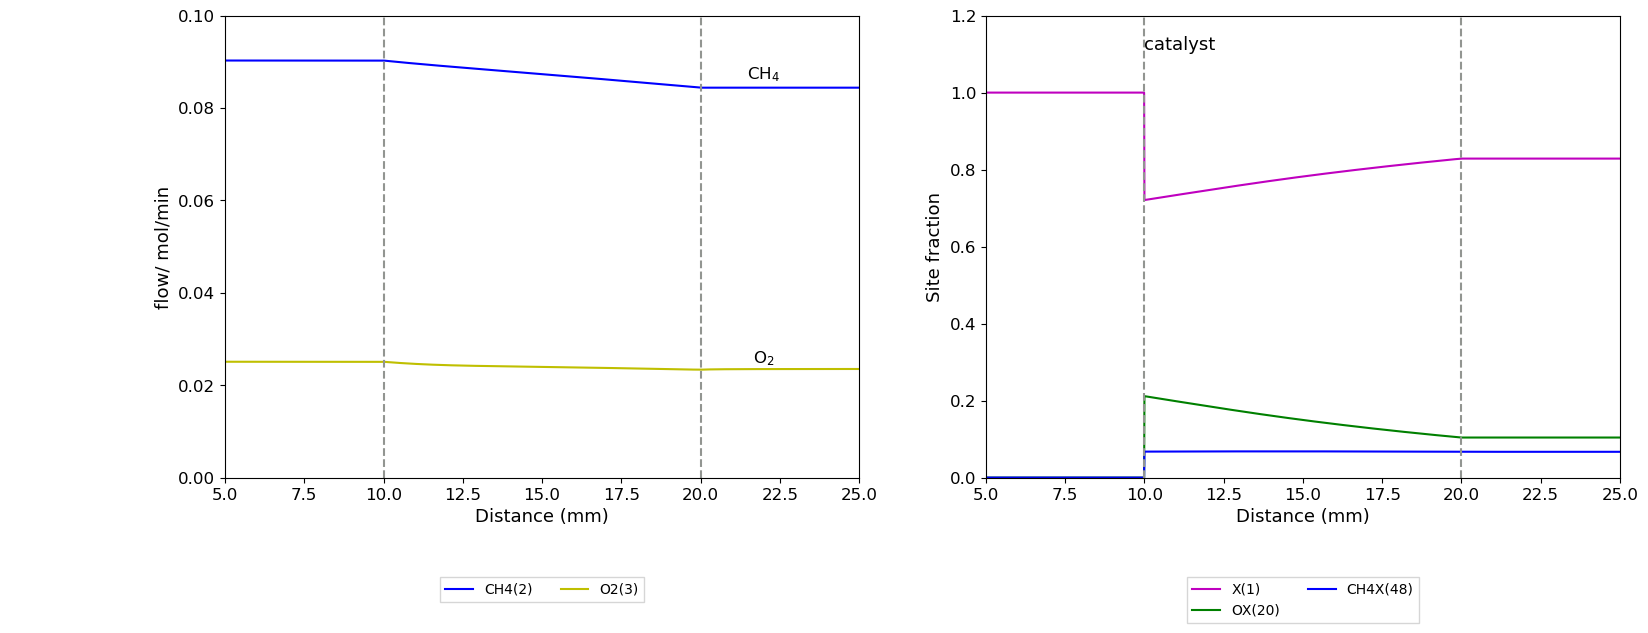 0.10
0.08
0.06
0.04
0.02
0.00
flow/ mol/min
CH₄
O₂
5.0 7.5 10.0 12.5 15.0 17.5 20.0 22.5 25.0
Distance (mm)
CH4(2) O2(3)
1.2
1.0
0.8
0.6
0.4
0.2
0.0
Site fraction
catalyst
5.0 7.5 10.0 12.5 15.0 17.5 20.0 22.5 25.0
Distance (mm)
X(1) CH4X(48)
OX(20)